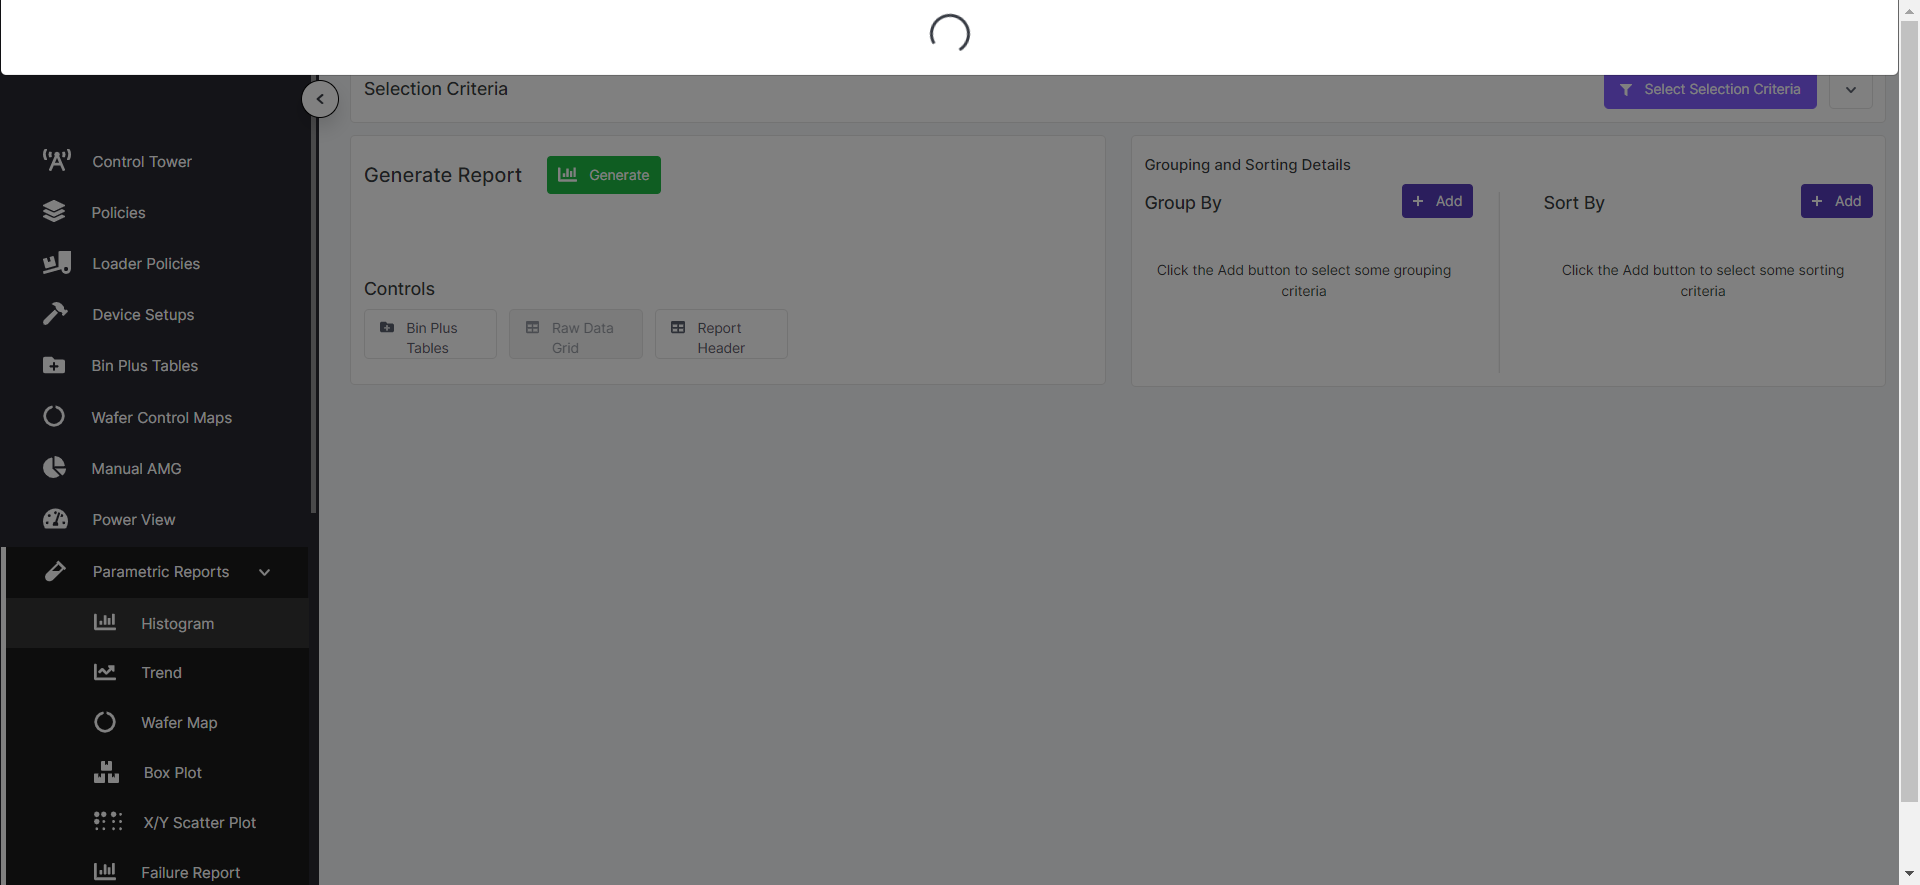 Selection Criteria
Select Selection Criteria
Control Tower
Policies
Loader Policies
Device Setups
Bin Plus Tables
Wafer Control Maps
Manual AMG
Power View
Parametric Reports
Histogram
Trend
Wafer Map
Box Plot
X/Y Scatter Plot
Failure Report
Generate Report
Generate
Controls
Bin Plus
Tables
Raw Data
Grid
Report
Header
Grouping and Sorting Details
Group By
Add
Click the Add button to select some grouping
criteria
Sort By
Add
Click the Add button to select some sorting
criteria